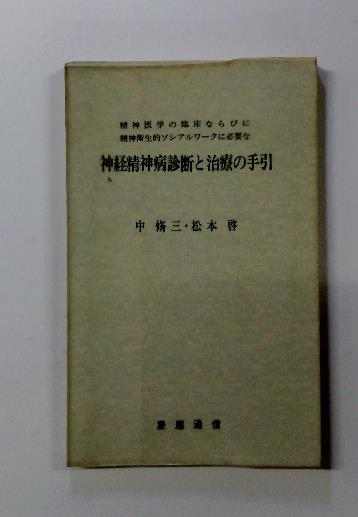 精神医学の臨床ならびに
精神衛生的ソシアルワークに必要な
神経精神病診断と治療の手引
中脩三・松本啓
慶應通信